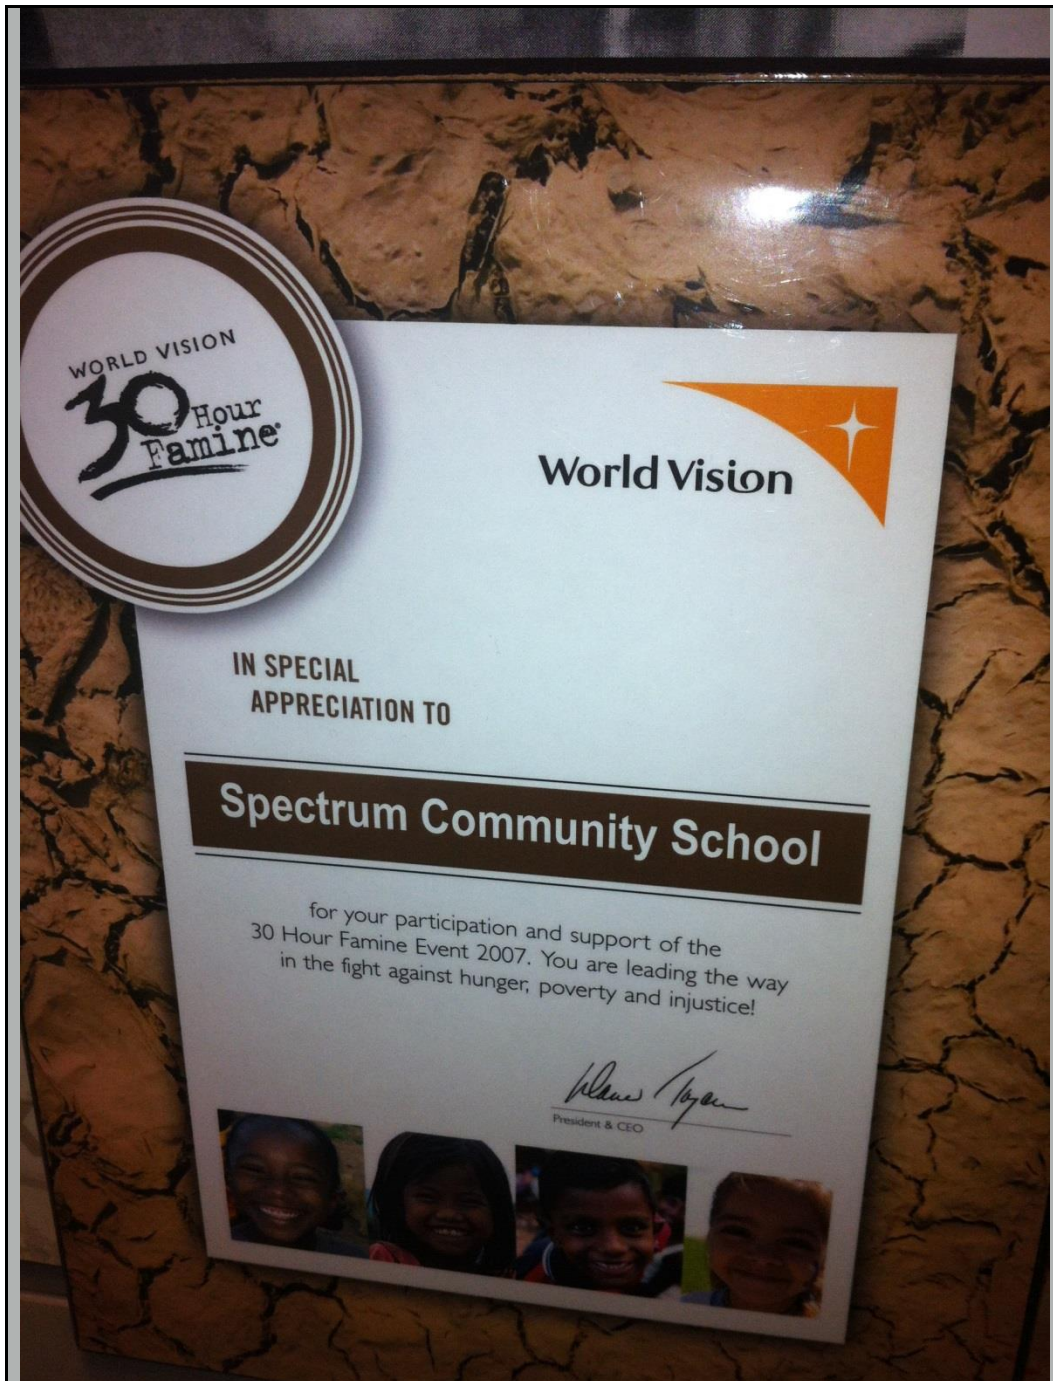 WORLD VISION
30 Hour
Famine®
World Vision
IN SPECIAL
APPRECIATION TO
Spectrum Community School
for your participation and support of the
30 Hour Famine Event 2007. You are leading the way
in the fight against hunger, poverty and injustice!
President & CEO